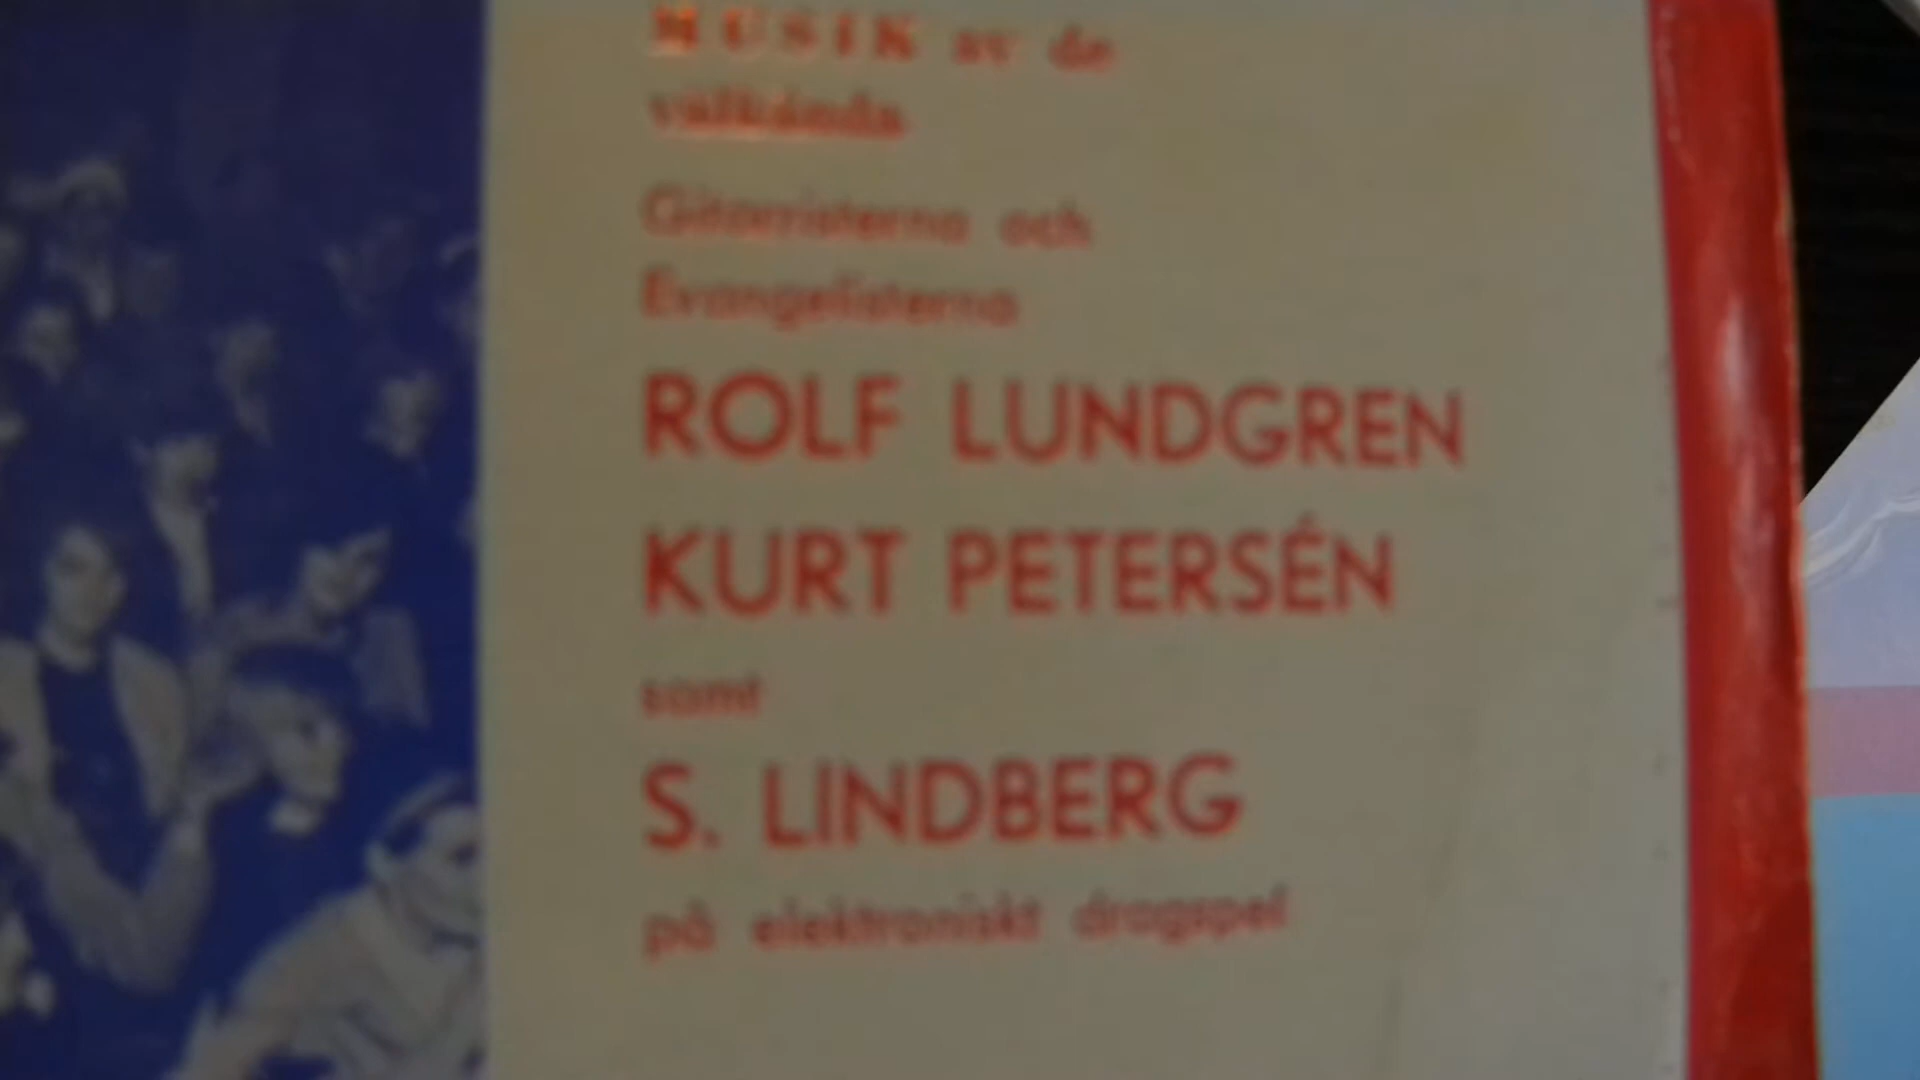 MUSIK av de
välkända
Gitarristerna och
Evangelisterna
ROLF LUNDGREN
KURT PETERSÉN
samt
S. LINDBERG
på elektroniskt dragspel